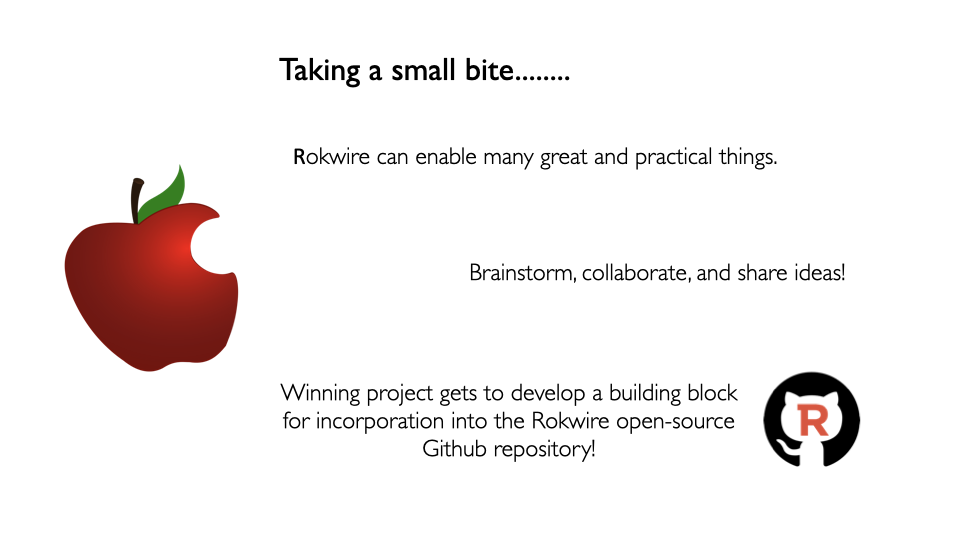 Taking a small bite........
Rokwire can enable many great and practical things.
Brainstorm, collaborate, and share ideas!
Winning project gets to develop a building block
for incorporation into the Rokwire open-source
Github repository!
R